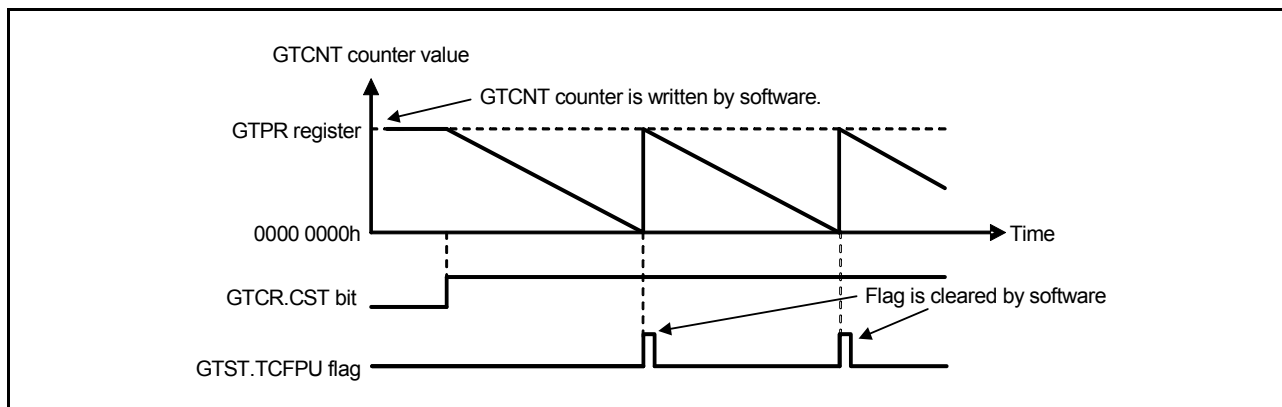 GTCNT counter value
GTCNT counter is written by software.
GTPR register
0000 0000h
Time
GTCR.CST bit
Flag is cleared by software
GTST.TCFPU flag